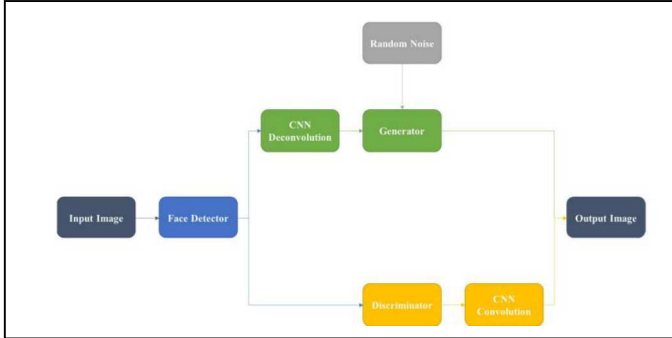 Random Noise
CNN
Deconvolution
Generator
Input Image
Face Detector
Output Image
Discriminator
CNN
Convolution